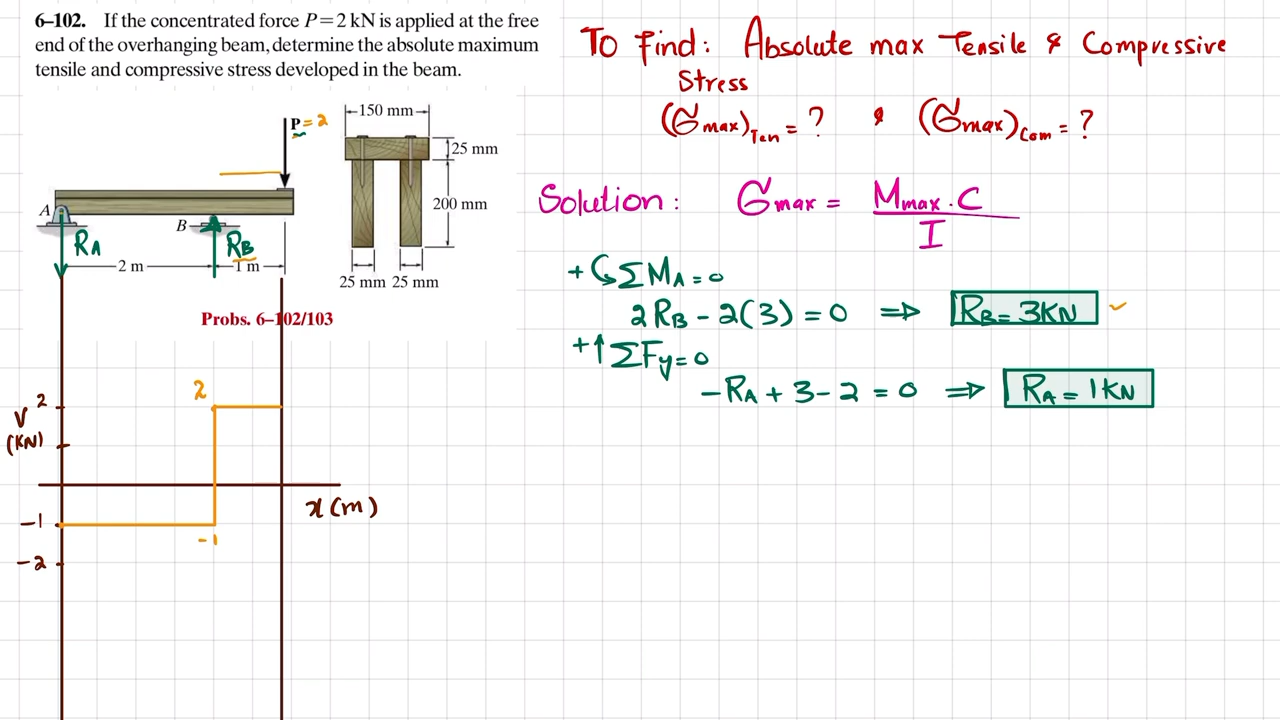 6–102. If the concentrated force P = 2 kN is applied at the free
end of the overhanging beam, determine the absolute maximum
tensile and compressive stress developed in the beam.
To find: Absolute max Tensile & Compressive
Stress
(σmax)Ten = ? & (σmax)Com = ?
P = 2
150 mm
25 mm
200 mm
A
B
RA
RB
2 m
1 m
25 mm 25 mm
Probs. 6–102/103
Solution: σmax = Mmax . C / I
+ ΣMA = 0
2RB - 2(3) = 0 ⇒ RB = 3KN
+↑ ΣFy = 0
-RA + 3 - 2 = 0 ⇒ RA = 1KN
2
2
V
(KN)
x(m)
-1
-1
-2